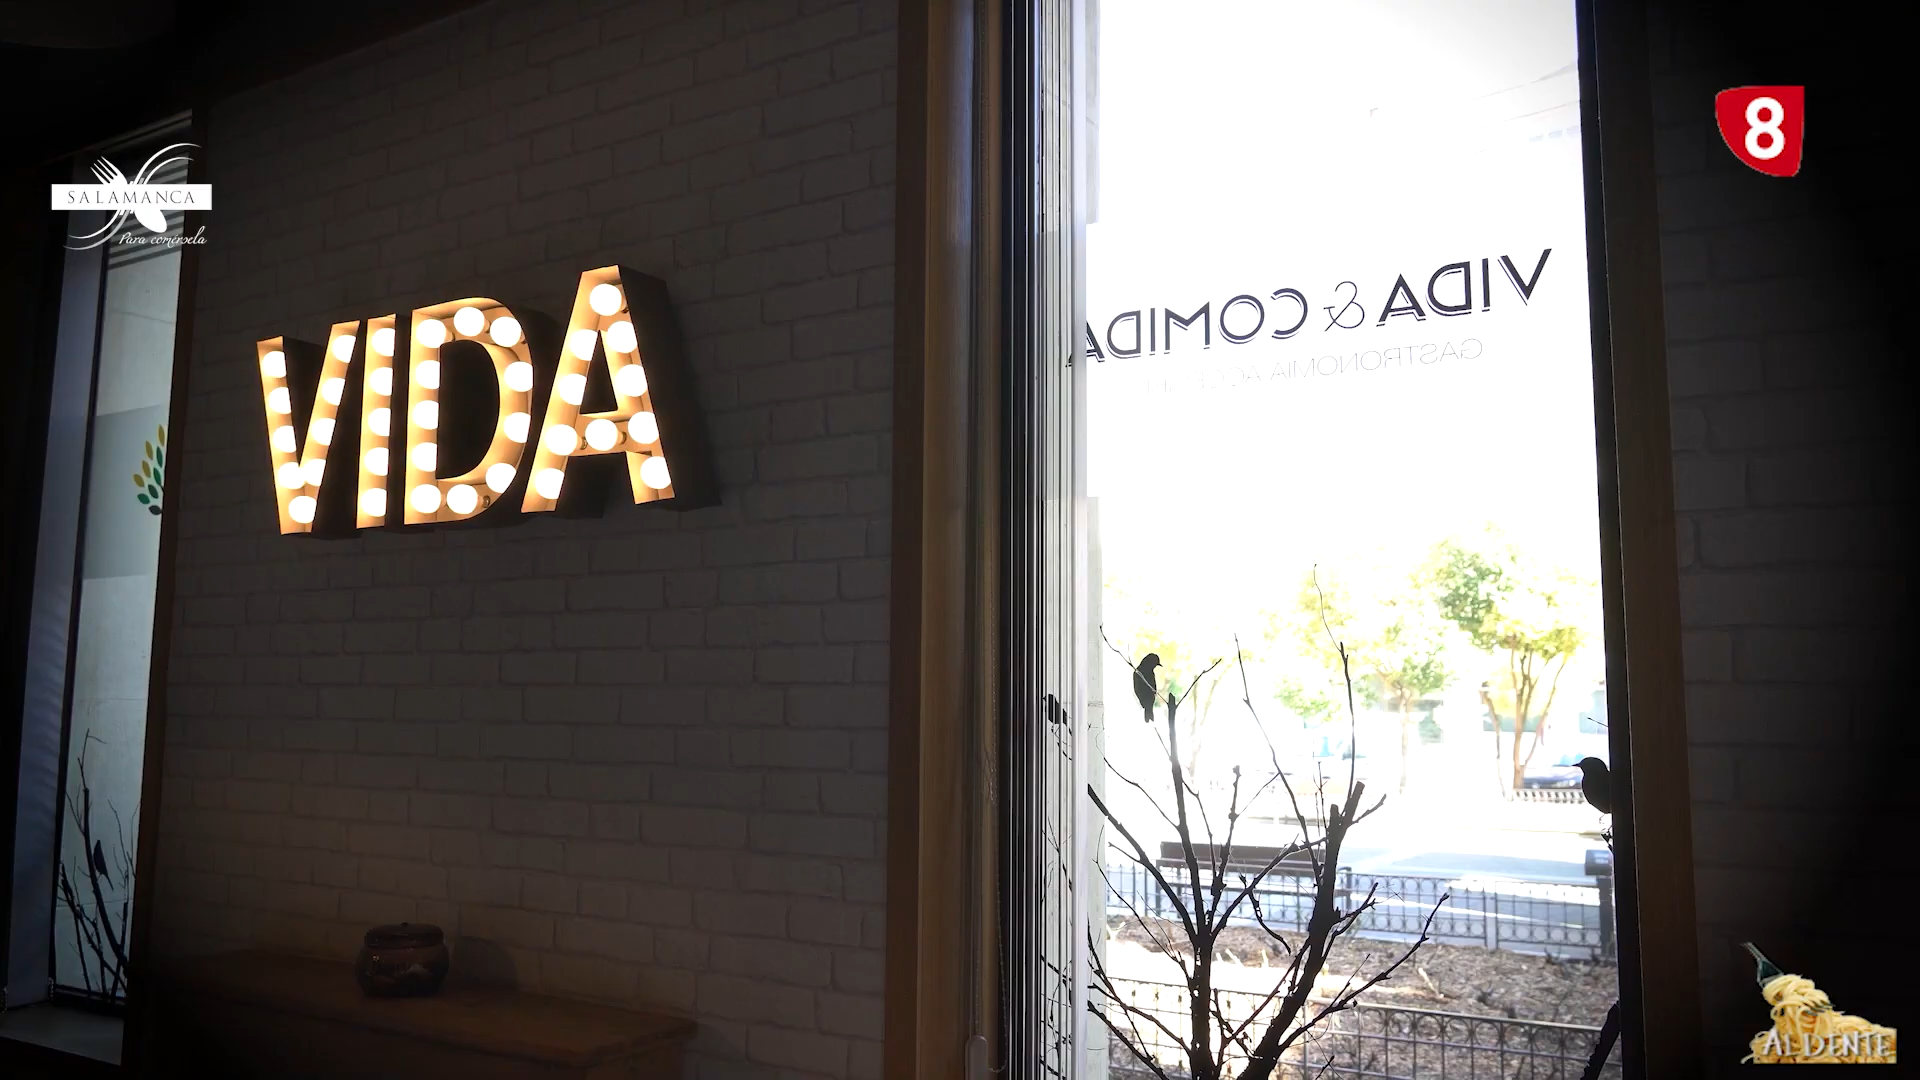 SALAMANCA
Para comérsela
8
VIDA
VIDA & COMIDA
GASTRONOMIA
AL DENTE